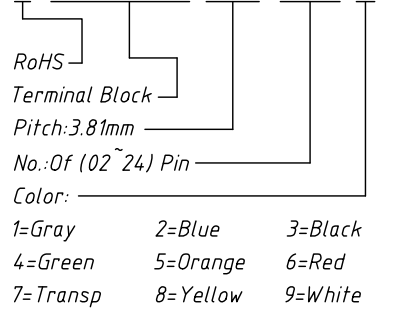 RoHS
Terminal Block
Pitch:3.81mm
No.:Of (02~24) Pin
Color:
1=Gray 2=Blue 3=Black
4=Green 5=Orange 6=Red
7=Transp 8=Yellow 9=White